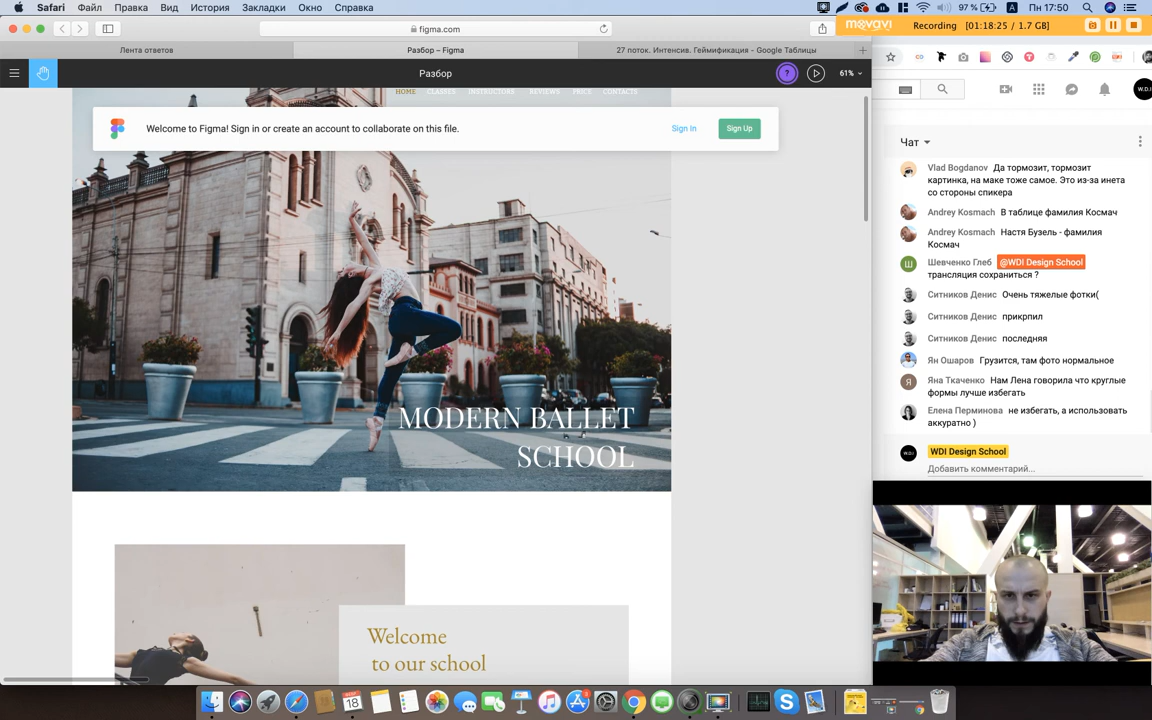 Safari Файл Правка Вид История Закладки Окно Справка
97 % A Пн 17:50
movavi Recording [01:18:25 / 1.7 GB]
figma.com
Лента ответов
Разбор – Figma
27 поток. Интенсив. Геймификация - Google Таблицы
Разбор
?
61%
HOME CLASSES INSTRUCTORS REVIEWS PRICE CONTACTS
Welcome to Figma! Sign in or create an account to collaborate on this file.
Sign In
Sign Up
MODERN BALLET
SCHOOL
Welcome
to our school
Чат
Vlad Bogdanov Да тормозит, тормозит
картинка, на маке тоже самое. Это из-за инета
со стороны спикера
Andrey Kosmach В таблице фамилия Космач
Andrey Kosmach Настя Бузель - фамилия
Космач
Ш Шевченко Глеб @WDI Design School
трансляция сохраниться ?
Ситников Денис Очень тяжелые фотки(
Ситников Денис прикрпил
Ситников Денис последняя
Ян Ошаров Грузится, там фото нормальное
Я Яна Ткаченко Нам Лена говорила что круглые
формы лучше избегать
Елена Перминова не избегать, а использовать
аккуратно )
WDI Design School
Добавить комментарий...
18